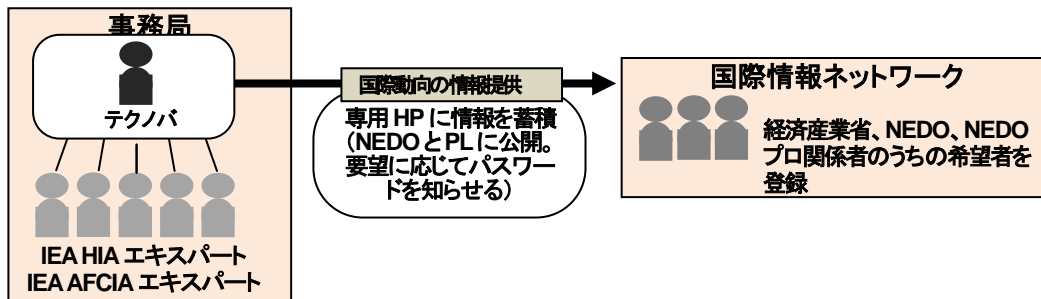 事務局
テクノバ
IEA HIA エキスパート
IEA AFCIA エキスパート
国際動向の情報提供
専用 HP に情報を蓄積
（NEDO と PL に公開。
要望に応じてパスワー
ドを知らせる）
国際情報ネットワーク
経済産業省、NEDO、NEDO
プロ関係者のうちの希望者を
登録